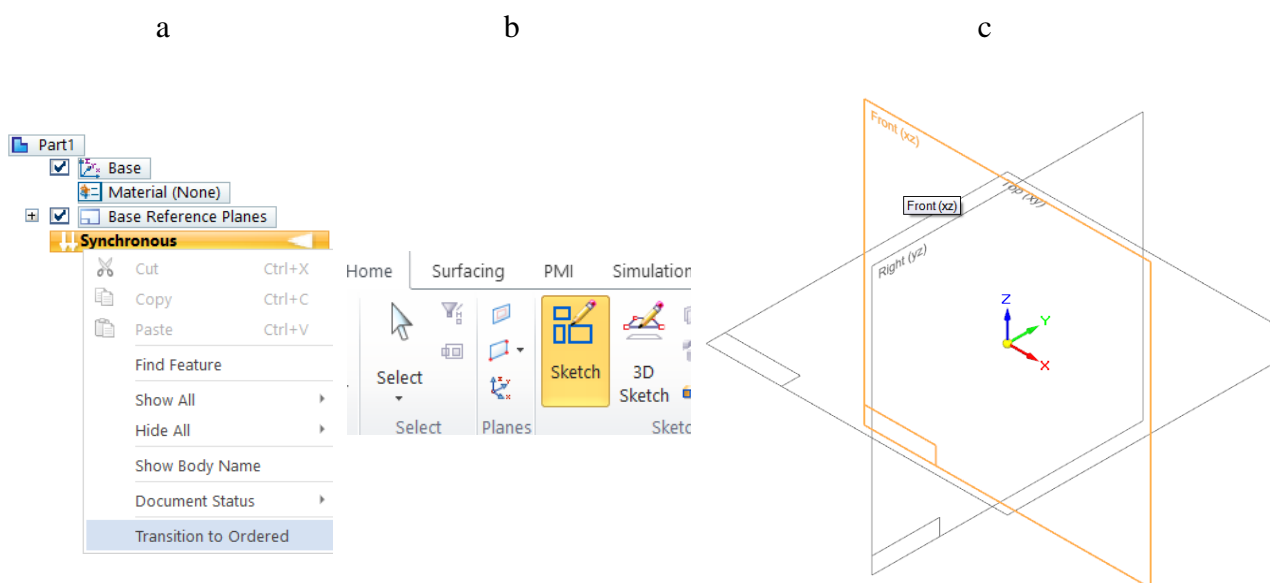 a
b
c
Part1
Base
Material (None)
Base Reference Planes
Synchronous
Cut Ctrl+X
Copy Ctrl+C
Paste Ctrl+V
Find Feature
Show All
Hide All
Show Body Name
Document Status
Transition to Ordered
Home Surfacing PMI Simulation
Select
Sketch
3D
Sketch
Select Planes Sketc
Front (xz)
Top (xy)
Front (xz)
Right (yz)
Z
Y
X